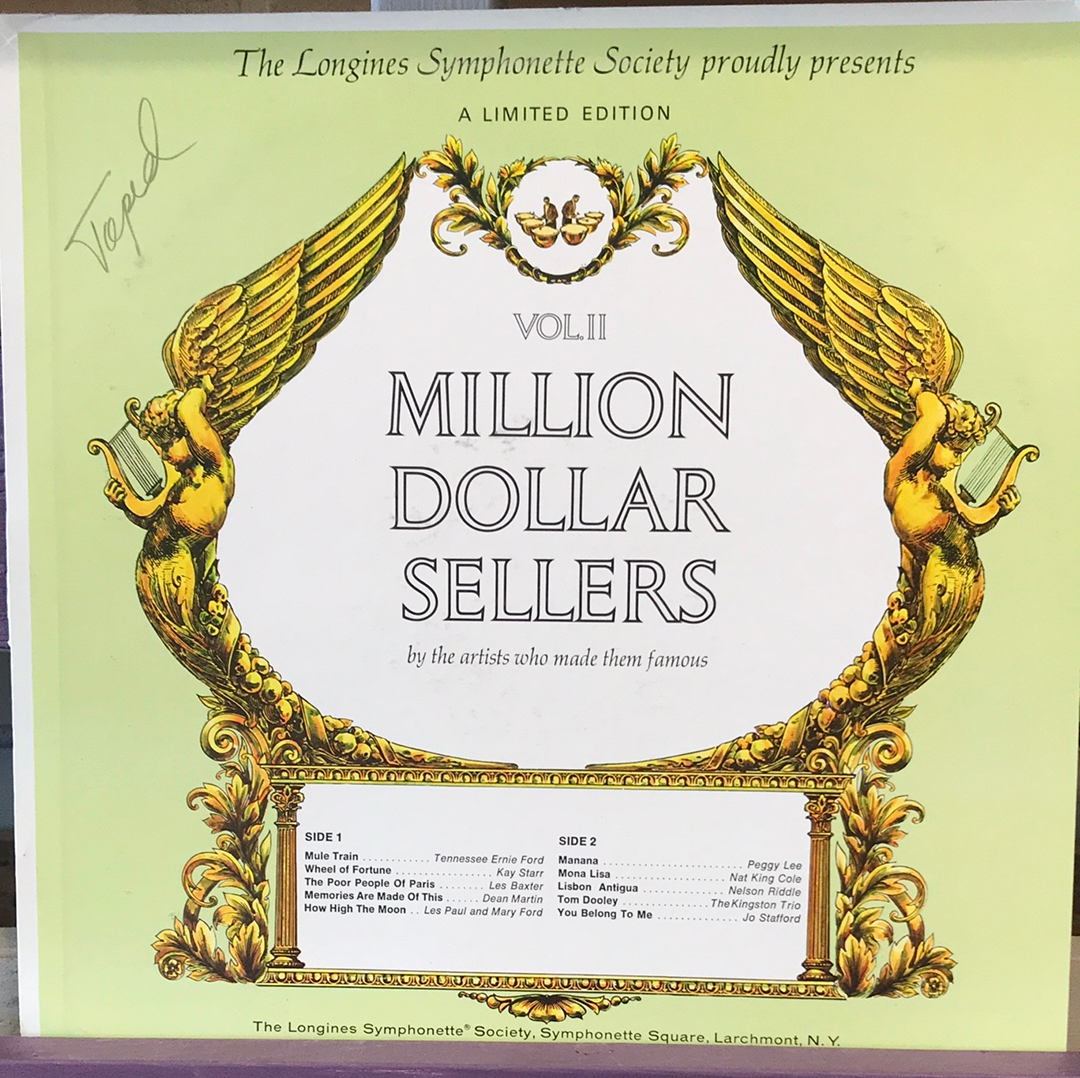 The Longines Symphonette Society proudly presents
A LIMITED EDITION
Taped
VOL. II
MILLION
DOLLAR
SELLERS
by the artists who made them famous
SIDE 1
Mule Train ............ Tennessee Ernie Ford
Wheel of Fortune ................. Kay Starr
The Poor People Of Paris ........ Les Baxter
Memories Are Made Of This ...... Dean Martin
How High The Moon .. Les Paul and Mary Ford
SIDE 2
Manana ........................ Peggy Lee
Mona Lisa .................... Nat King Cole
Lisbon Antigua ............. Nelson Riddle
Tom Dooley .............. The Kingston Trio
You Belong To Me ............. Jo Stafford
The Longines Symphonette® Society, Symphonette Square, Larchmont, N.Y.